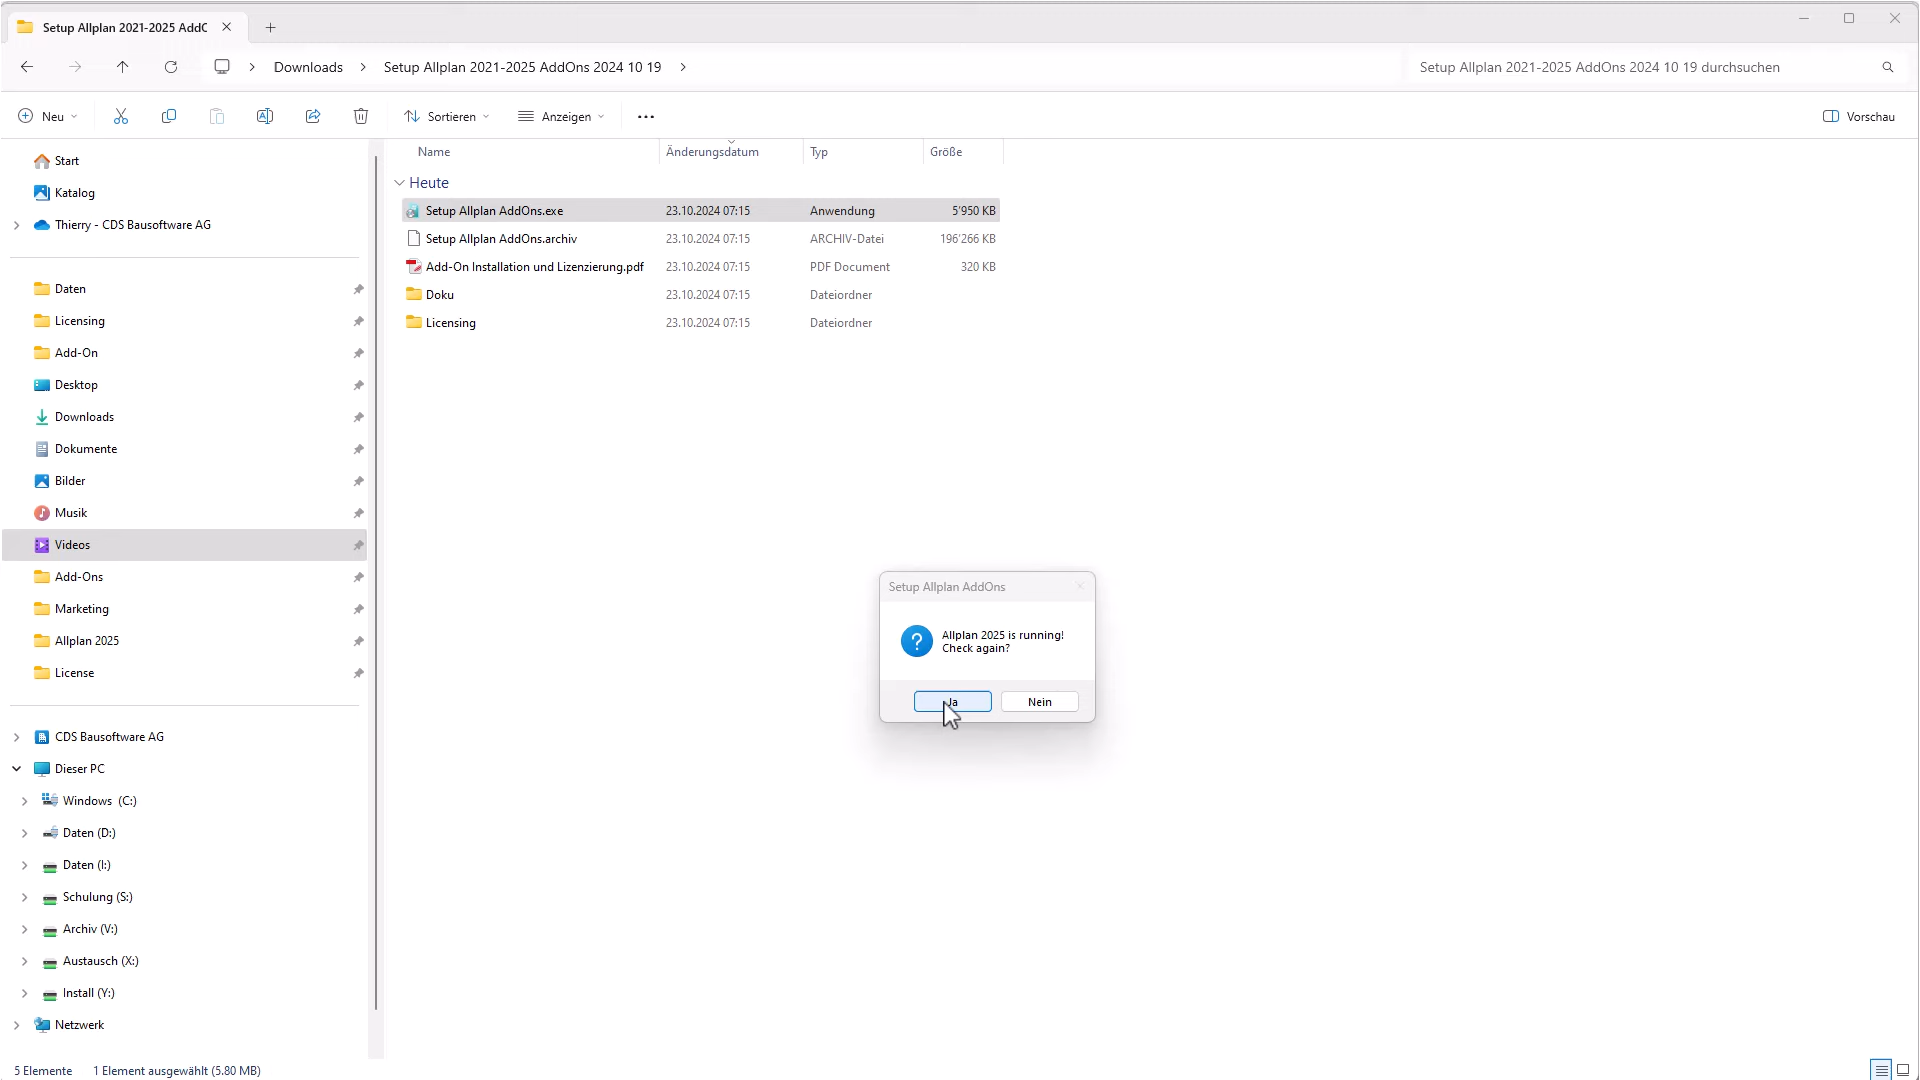 Setup Allplan 2021-2025 AddC
Downloads
Setup Allplan 2021-2025 AddOns 2024 10 19
Setup Allplan 2021-2025 AddOns 2024 10 19 durchsuchen
Neu
Sortieren
Anzeigen
Vorschau
Start
Katalog
Thierry - CDS Bausoftware AG
Daten
Licensing
Add-On
Desktop
Downloads
Dokumente
Bilder
Musik
Videos
Add-Ons
Marketing
Allplan 2025
License
CDS Bausoftware AG
Dieser PC
Windows (C:)
Daten (D:)
Daten (I:)
Schulung (S:)
Archiv (V:)
Austausch (X:)
Install (Y:)
Netzwerk
Name Änderungsdatum Typ Größe
Heute
Setup Allplan AddOns.exe 23.10.2024 07:15 Anwendung 5'950 KB
Setup Allplan AddOns.archiv 23.10.2024 07:15 ARCHIV-Datei 196'266 KB
Add-On Installation und Lizenzierung.pdf 23.10.2024 07:15 PDF Document 320 KB
Doku 23.10.2024 07:15 Dateiordner
Licensing 23.10.2024 07:15 Dateiordner
Setup Allplan AddOns
Allplan 2025 is running!
Check again?
Ja Nein
5 Elemente 1 Element ausgewählt (5.80 MB)